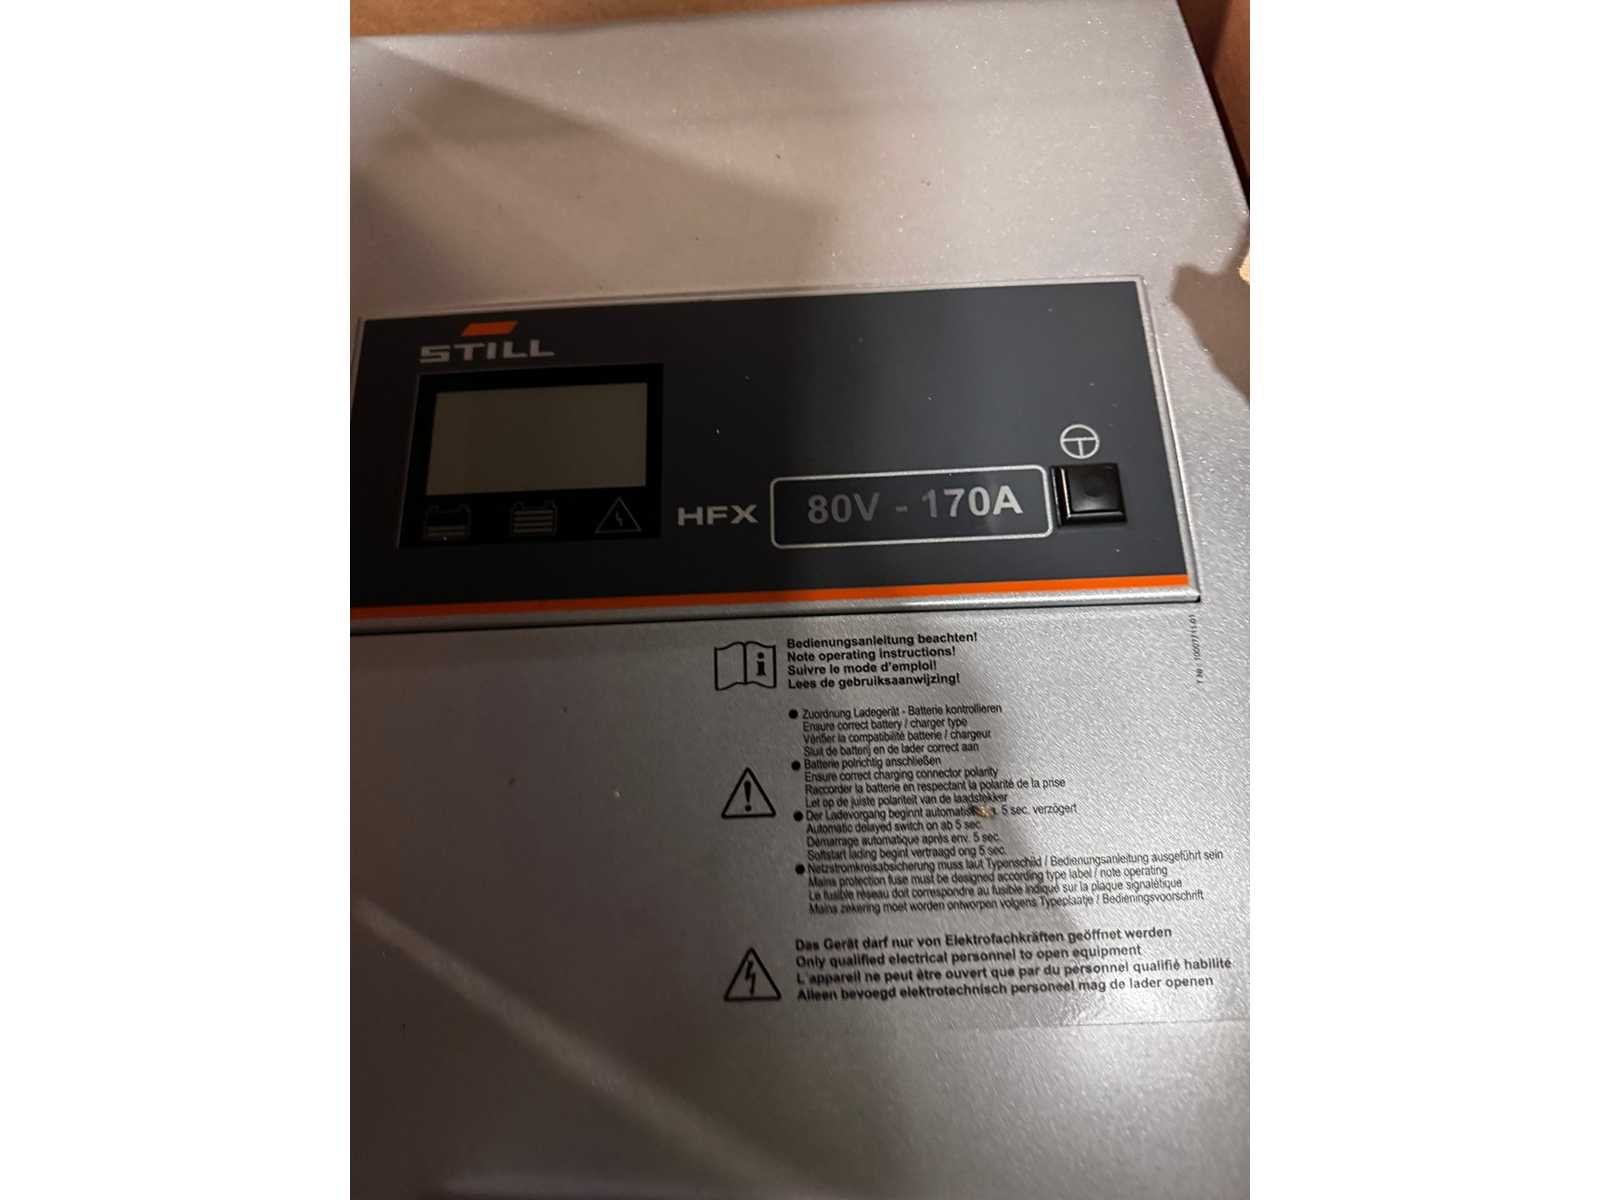 STILL
HFX 80V - 170A
Bedienungsanleitung beachten!
Note operating instructions!
Suivre le mode d'emploi!
Lees de gebruiksaanwijzing!
● Zuordnung Ladegerät - Batterie kontrollieren
Ensure correct battery / charger type
Vérifier la compatibilité batterie / chargeur
Sluit de batterij en de lader correct aan
● Batterie polrichtig anschließen
Ensure correct charging connector polarity
Raccorder la batterie en respectant la polarité de la prise
Let op de juiste polariteit van de laadstekker
● Der Ladevorgang beginnt 5 sec. verzögert
Automatic delayed switch on ab 5 sec.
Démarrage automatique après env. 5 sec.
Softstart lading begint vertraagd ong 5 sec.
● Netzstromkreisabsicherung muss laut Typenschild / Bedienungsanleitung ausgeführt sein
Mains protection fuse must be designed according type label / note operating
Le fusible réseau doit correspondre au fusible indiqué sur la plaque signalétique
Mains zekering moet worden ontworpen volgens Typeplaatje / Bedieningsvoorschrift
Das Gerät darf nur von Elektrofachkräften geöffnet werden
Only qualified electrical personnel to open equipment
L'appareil ne peut être ouvert que par du personnel qualifié habilité
Alleen bevoegd elektrotechnisch personeel mag de lader openen